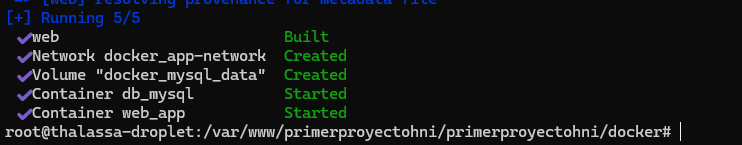 [web] resolving provenance for metadata file
[+] Running 5/5
✔web Built
✔Network docker_app-network Created
✔Volume "docker_mysql_data" Created
✔Container db_mysql Started
✔Container web_app Started
root@thalassa-droplet:/var/www/primerproyectohni/primerproyectohni/docker#